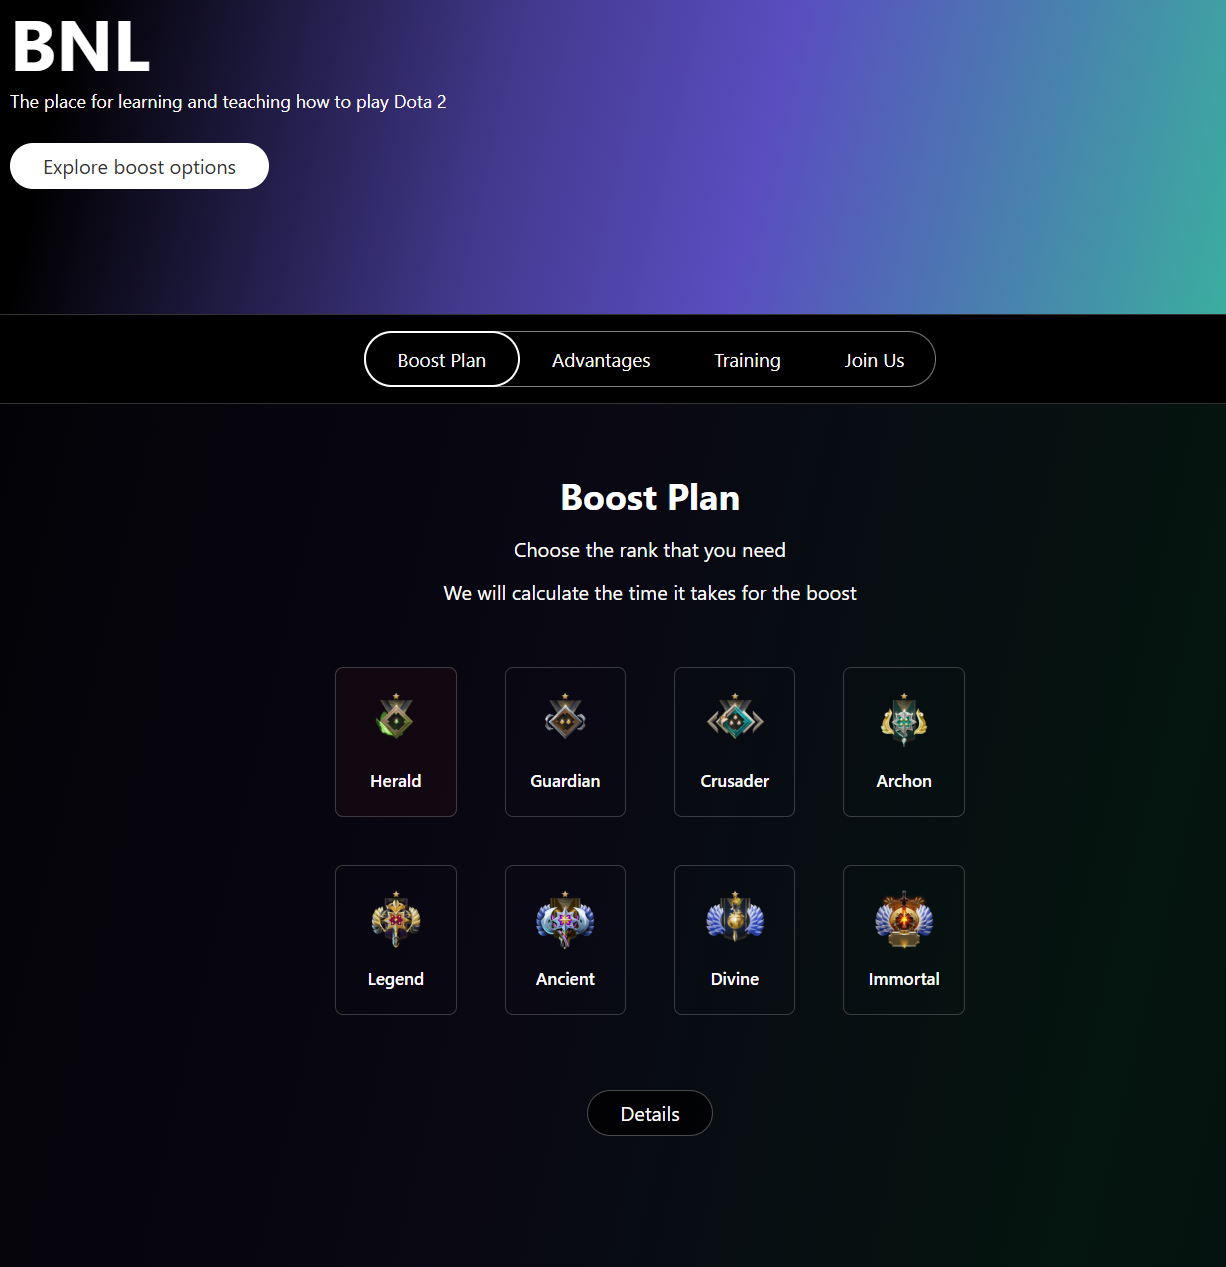 BNL
The place for learning and teaching how to play Dota 2
Explore boost options
Boost Plan
Advantages
Training
Join Us
Boost Plan
Choose the rank that you need
We will calculate the time it takes for the boost
Herald
Guardian
Crusader
Archon
Legend
Ancient
Divine
Immortal
Details